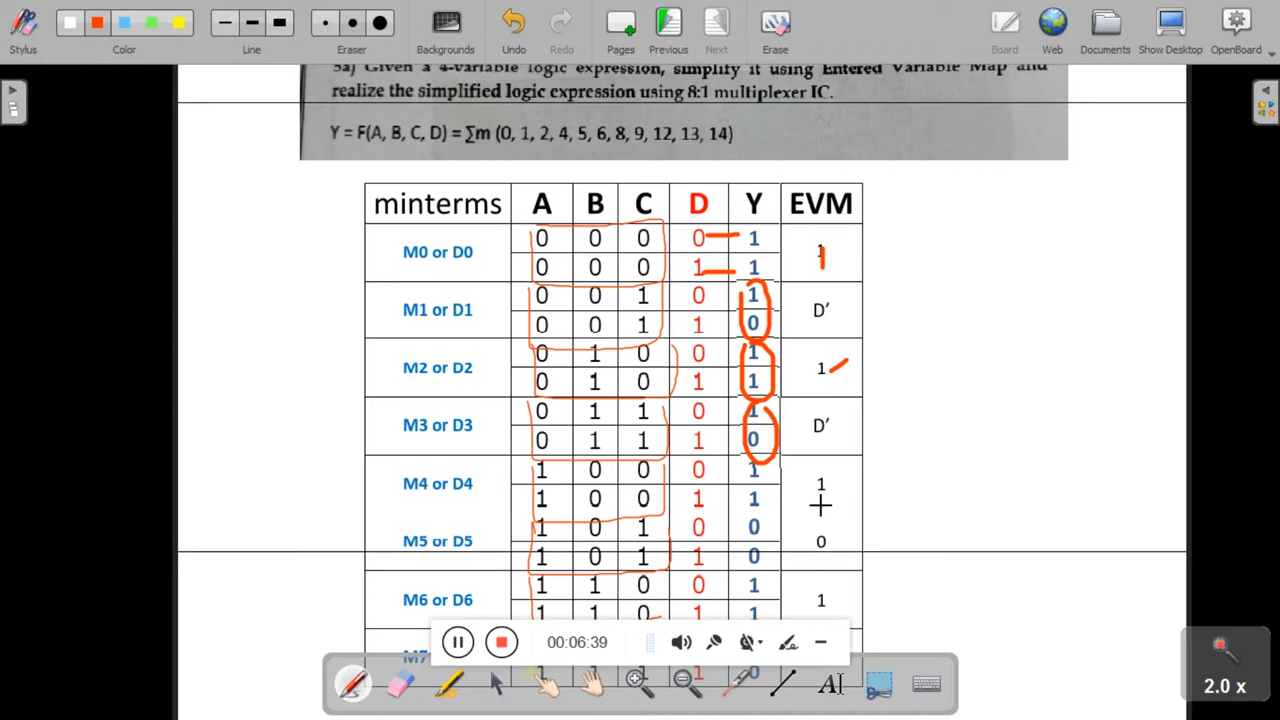 Stylus Color Line Eraser Backgrounds Undo Redo Pages Previous Next Erase Board Web Documents Show Desktop OpenBoard
5a) Given a 4-variable logic expression, simplify it using Entered Variable Map and
realize the simplified logic expression using 8:1 multiplexer IC.
Y = F(A, B, C, D) = ∑m (0, 1, 2, 4, 5, 6, 8, 9, 12, 13, 14)
minterms A B C D Y EVM
M0 or D0 0 0 0 0 1 1
0 0 0 1 1
M1 or D1 0 0 1 0 1 D’
0 0 1 1 0
M2 or D2 0 1 0 0 1 1
0 1 0 1 1
M3 or D3 0 1 1 0 1 D’
0 1 1 1 0
M4 or D4 1 0 0 0 1 1
1 0 0 1 1
M5 or D5 1 0 1 0 0 0
1 0 1 1 0
M6 or D6 1 1 0 0 1 1
1 1 0 1 1
00:06:39
AI
2.0 x